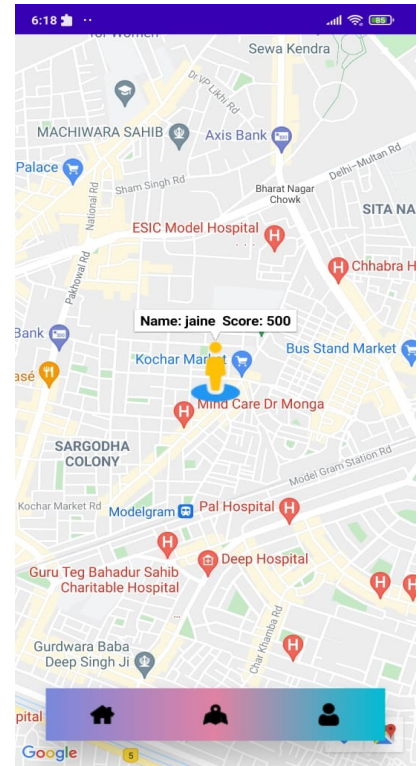 6:18
85
for Women
Sewa Kendra
Dr VP Likhi Rd
MACHIWARA SAHIB
Axis Bank
Palace
Delhi-Multan Rd
Sham Singh Rd
National Rd
Bharat Nagar
Chowk
SITA NA
ESIC Model Hospital
Pakhowal Rd
Chhabra H
Name: jaine Score: 500
Bank
Kochar Market
Bus Stand Market
asé
Mind Care Dr Monga
SARGODHA
COLONY
Model Gram Station Rd
Kochar Market Rd
Modelgram
Pal Hospital
Deep Hospital
Guru Teg Bahadur Sahib
Charitable Hospital
Char Khamba Rd
Gurdwara Baba
Deep Singh Ji
pital
Google
5